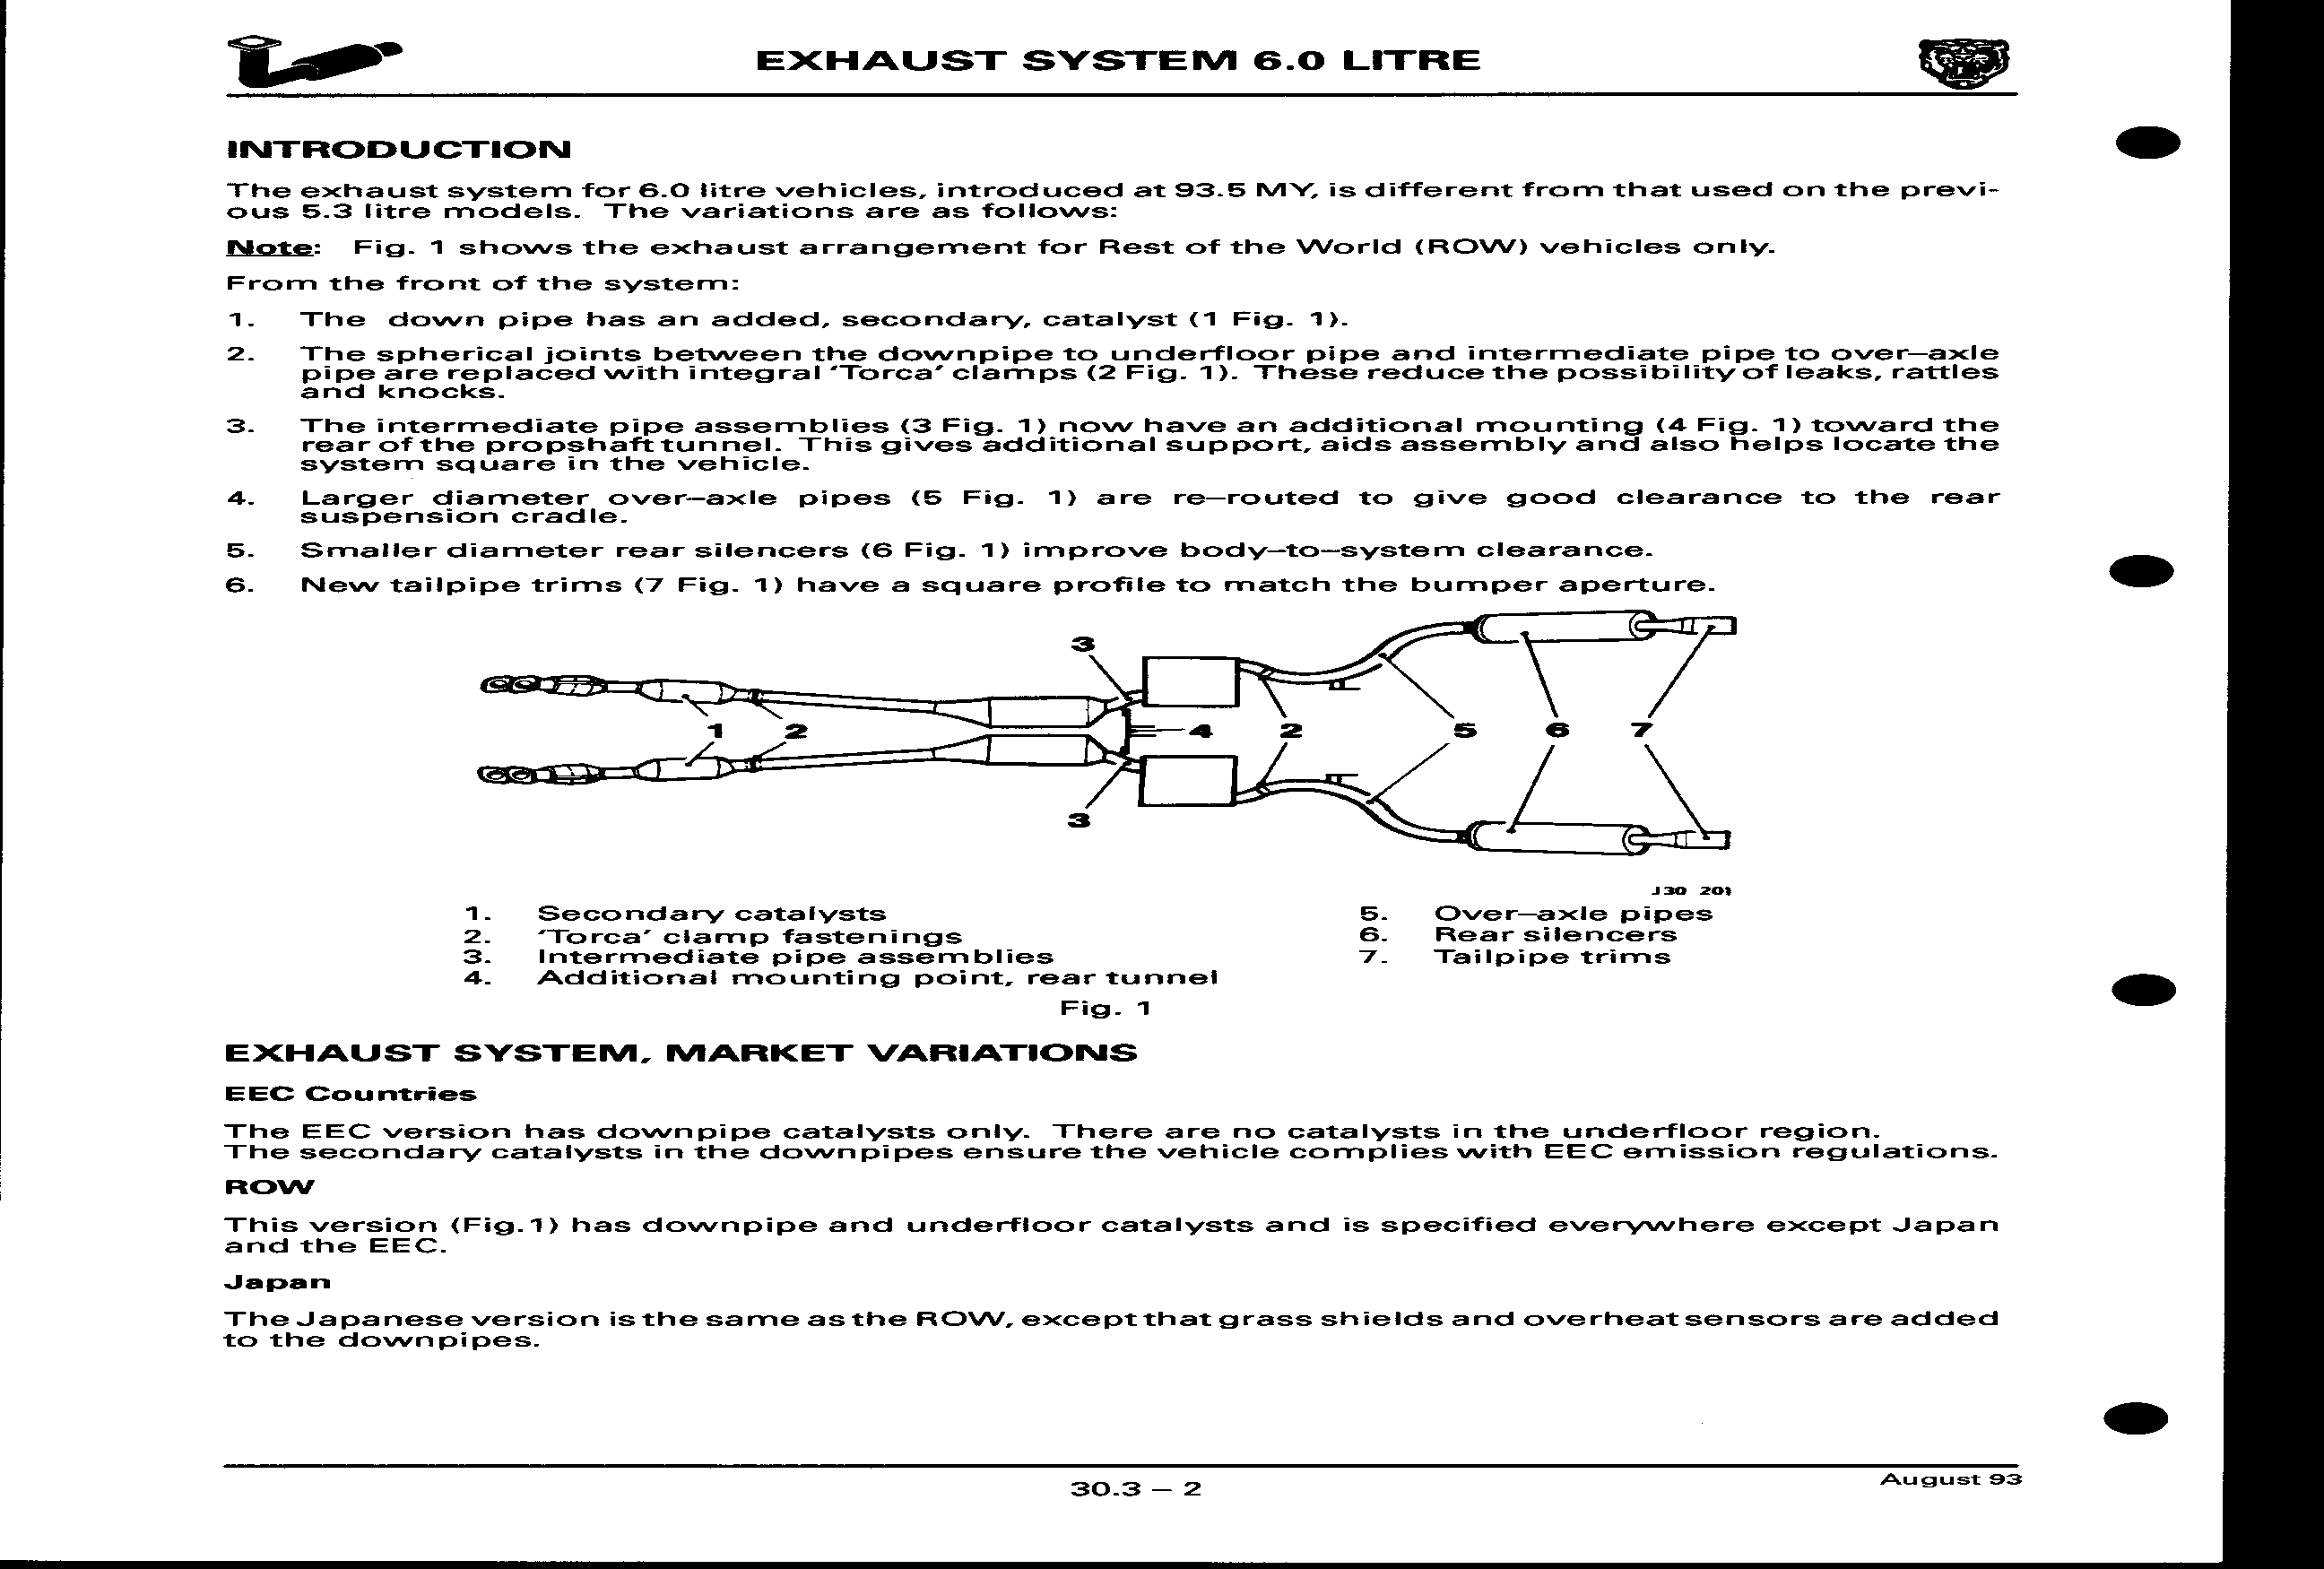 EXHAUST SYSTEM 6.0 LITRE
INTRODUCTION
The exhaust system for 6.0 litre vehicles, introduced at 93.5 MY, is different from that used on the previ-
ous 5.3 litre models. The variations are as follows:
Note: Fig. 1 shows the exhaust arrangement for Rest of the World (ROW) vehicles only.
From the front of the system:
1. The down pipe has an added, secondary, catalyst (1 Fig. 1).
2. The spherical joints between the downpipe to underfloor pipe and intermediate pipe to over–axle
pipe are replaced with integral 'Torca' clamps (2 Fig. 1). These reduce the possibility of leaks, rattles
and knocks.
3. The intermediate pipe assemblies (3 Fig. 1) now have an additional mounting (4 Fig. 1) toward the
rear of the propshaft tunnel. This gives additional support, aids assembly and also helps locate the
system square in the vehicle.
4. Larger diameter over–axle pipes (5 Fig. 1) are re–routed to give good clearance to the rear
suspension cradle.
5. Smaller diameter rear silencers (6 Fig. 1) improve body–to–system clearance.
6. New tailpipe trims (7 Fig. 1) have a square profile to match the bumper aperture.
3
1 2 4 2 5 6 7
3
J30 201
1. Secondary catalysts
2. 'Torca' clamp fastenings
3. Intermediate pipe assemblies
4. Additional mounting point, rear tunnel
5. Over–axle pipes
6. Rear silencers
7. Tailpipe trims
Fig. 1
EXHAUST SYSTEM, MARKET VARIATIONS
EEC Countries
The EEC version has downpipe catalysts only. There are no catalysts in the underfloor region.
The secondary catalysts in the downpipes ensure the vehicle complies with EEC emission regulations.
ROW
This version (Fig.1) has downpipe and underfloor catalysts and is specified everywhere except Japan
and the EEC.
Japan
The Japanese version is the same as the ROW, except that grass shields and overheat sensors are added
to the downpipes.
30.3 – 2
August 93